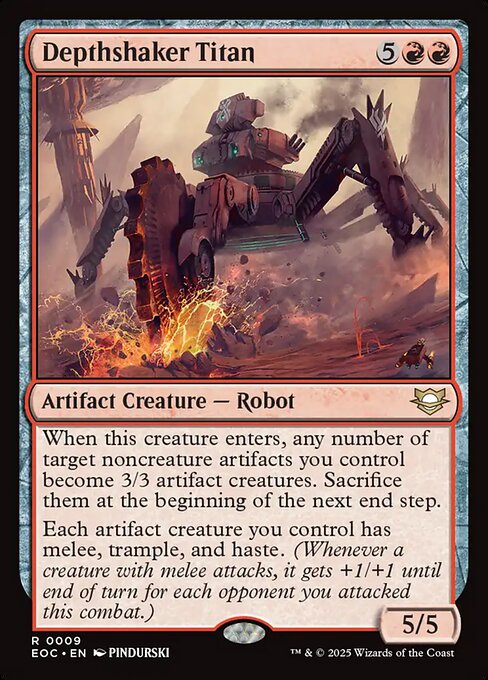 Depthshaker Titan 5
Artifact Creature — Robot
When this creature enters, any number of
target noncreature artifacts you control
become 3/3 artifact creatures. Sacrifice
them at the beginning of the next end step.
Each artifact creature you control has
melee, trample, and haste. (Whenever a
creature with melee attacks, it gets +1/+1 until
end of turn for each opponent you attacked
this combat.)
5/5
R 0009
EOC • EN PINDURSKI
™ & © 2025 Wizards of the Coast